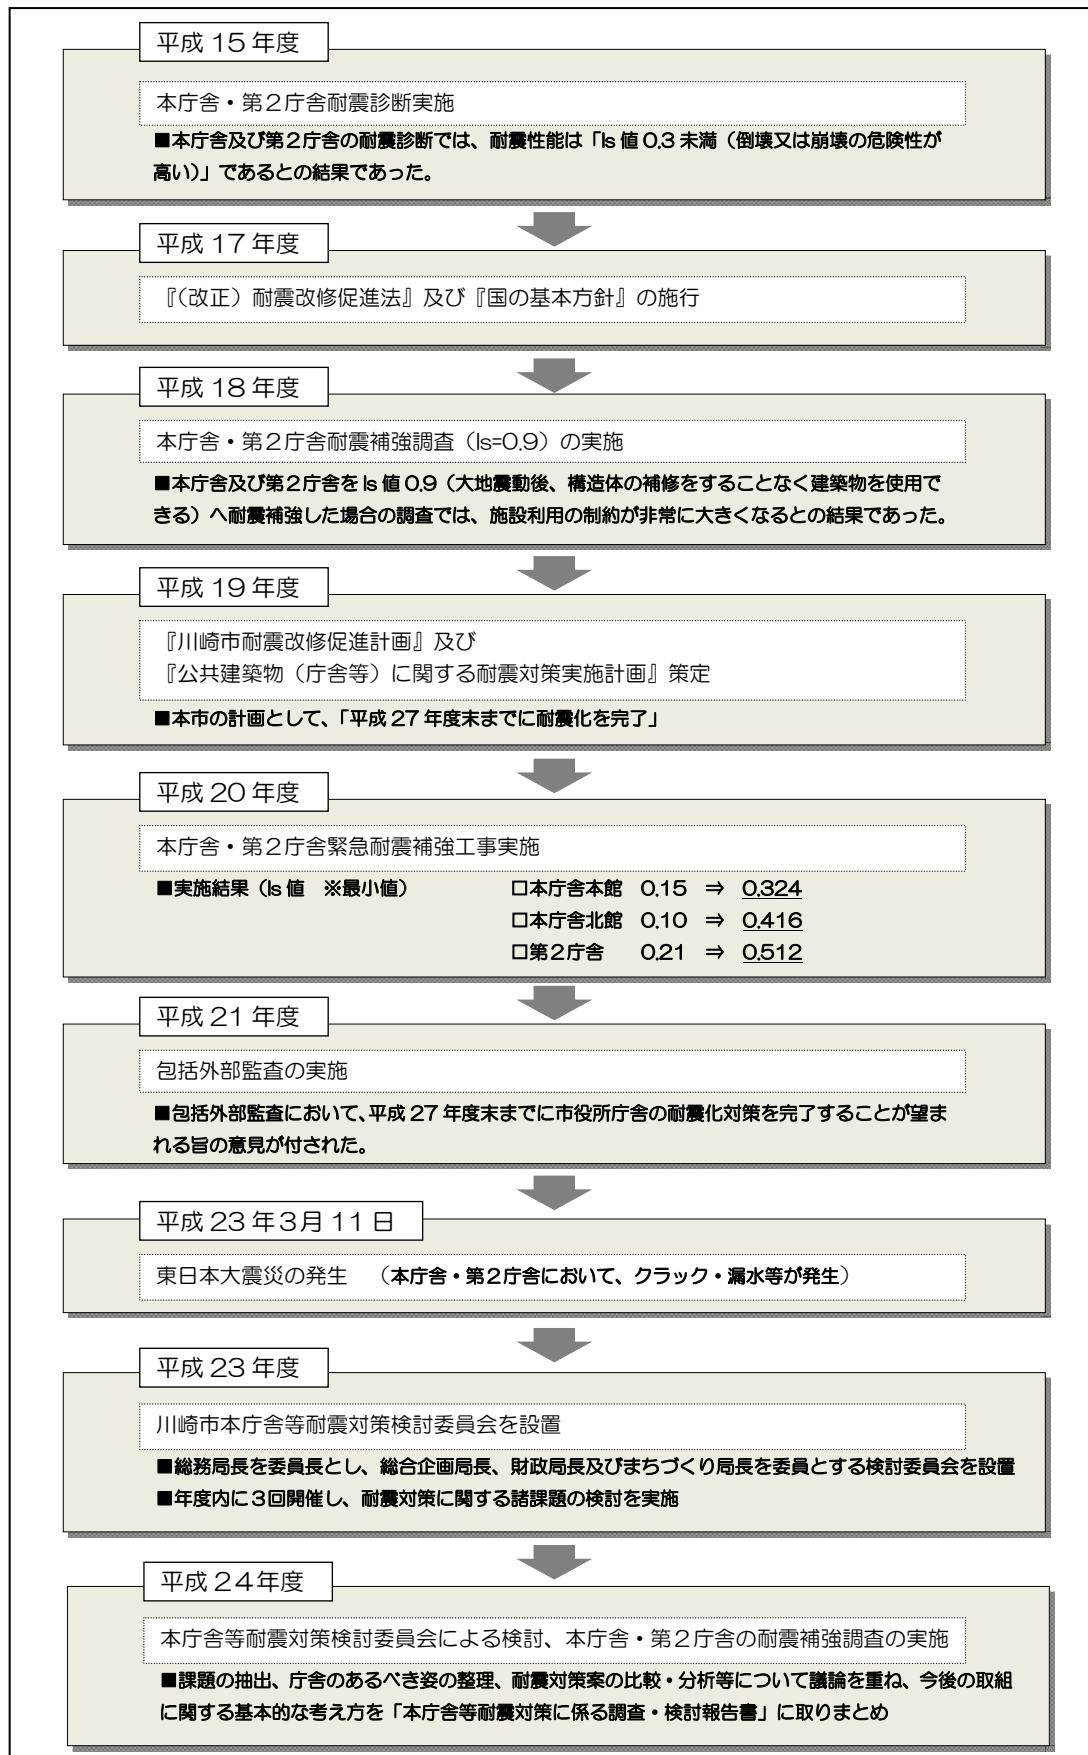 平成 15 年度
本庁舎・第２庁舎耐震診断実施
■本庁舎及び第２庁舎の耐震診断では、耐震性能は「Is 値 0.3 未満（倒壊又は崩壊の危険性が
高い）」であるとの結果であった。
平成 17 年度
『（改正）耐震改修促進法』及び『国の基本方針』の施行
平成 18 年度
本庁舎・第２庁舎耐震補強調査（Is=0.9）の実施
■本庁舎及び第２庁舎を Is 値 0.9（大地震動後、構造体の補修をすることなく建築物を使用で
きる）へ耐震補強した場合の調査では、施設利用の制約が非常に大きくなるとの結果であった。
平成 19 年度
『川崎市耐震改修促進計画』及び
『公共建築物（庁舎等）に関する耐震対策実施計画』策定
■本市の計画として、「平成 27 年度末までに耐震化を完了」
平成 20 年度
本庁舎・第２庁舎緊急耐震補強工事実施
■実施結果（Is 値　※最小値）　□本庁舎本館　0.15　⇒　0.324
□本庁舎北館　0.10　⇒　0.416
□第２庁舎　0.21　⇒　0.512
平成 21 年度
包括外部監査の実施
■包括外部監査において、平成 27 年度末までに市役所庁舎の耐震化対策を完了することが望ま
れる旨の意見が付された。
平成 23 年３月 11 日
東日本大震災の発生　（本庁舎・第２庁舎において、クラック・漏水等が発生）
平成 23 年度
川崎市本庁舎等耐震対策検討委員会を設置
■総務局長を委員長とし、総合企画局長、財政局長及びまちづくり局長を委員とする検討委員会を設置
■年度内に３回開催し、耐震対策に関する諸課題の検討を実施
平成 24年度
本庁舎等耐震対策検討委員会による検討、本庁舎・第２庁舎の耐震補強調査の実施
■課題の抽出、庁舎のあるべき姿の整理、耐震対策案の比較・分析等について議論を重ね、今後の取組
に関する基本的な考え方を「本庁舎等耐震対策に係る調査・検討報告書」に取りまとめ